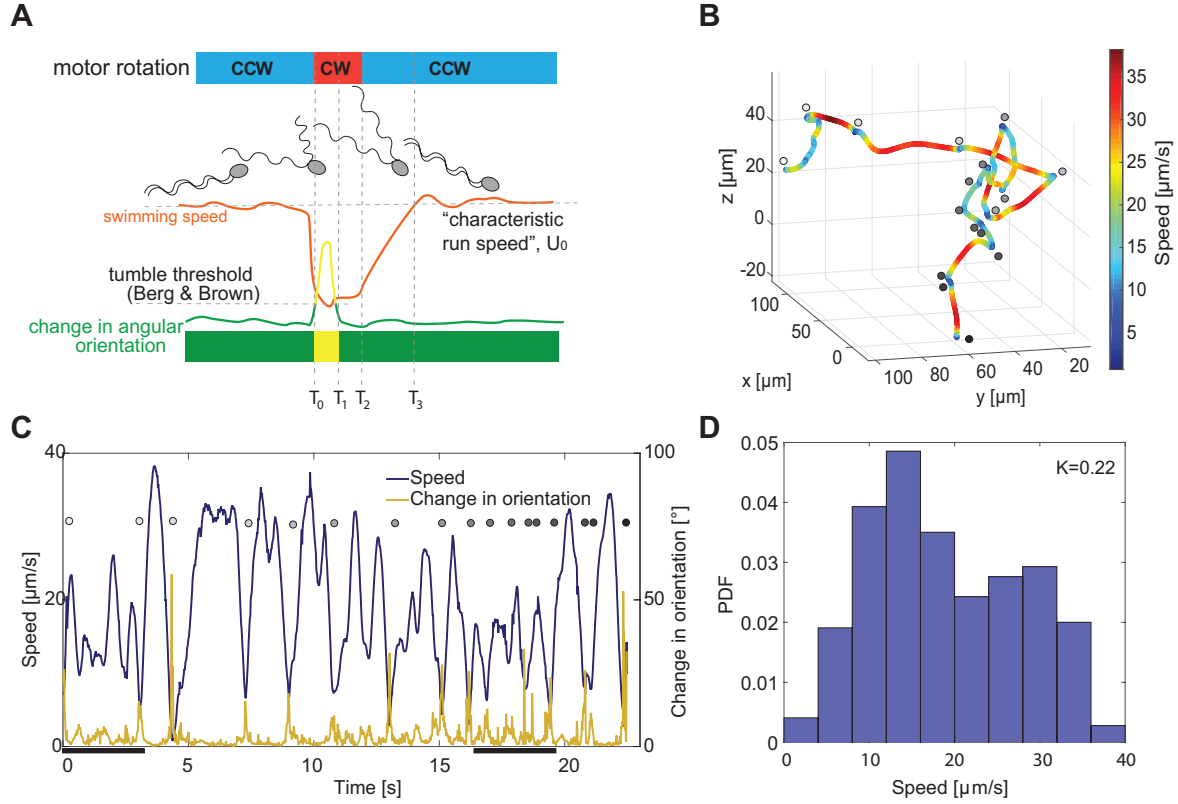 A
motor rotation
CCW
CW
CCW
swimming speed
"characteristic
run speed", U0
tumble threshold
(Berg & Brown)
change in angular
orientation
T0
T1
T2
T3
B
40
20
0
-20
z [µm]
100
50
0
x [µm]
100
80
60
40
20
y [µm]
35
30
25
20
15
10
5
Speed [µm/s]
C
40
20
0
Speed [µm/s]
Speed
Change in orientation
100
50
0
Change in orientation [°]
0
5
10
15
20
Time [s]
D
0.05
0.04
0.03
0.02
0.01
0
PDF
K=0.22
0
10
20
30
40
Speed [µm/s]